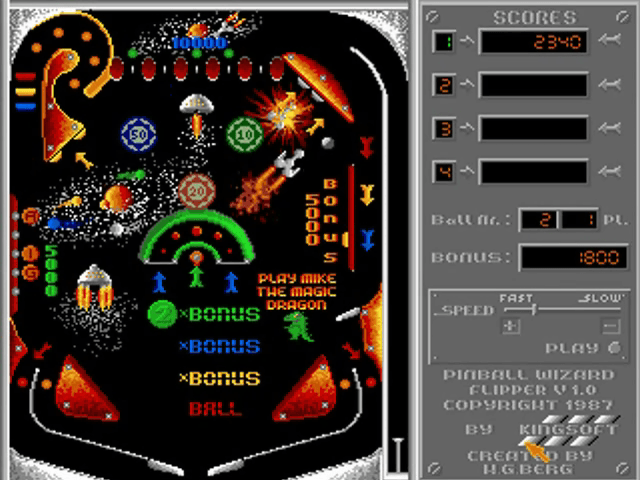 SCORES
10000
1 2340
2
3
4
50
10
20
Bonus
5000
5000
Ball Nr.: 2 1 Pl.
BONUS: 1800
PLAY MIKE
THE MAGIC
DRAGON
2 ×BONUS
×BONUS
×BONUS
BALL
FAST SLOW
SPEED
+ −
PLAY
PINBALL WIZARD
FLIPPER V 1.0
COPYRIGHT 1987
BY KINGSOFT
CREATED BY
H.G.BERG